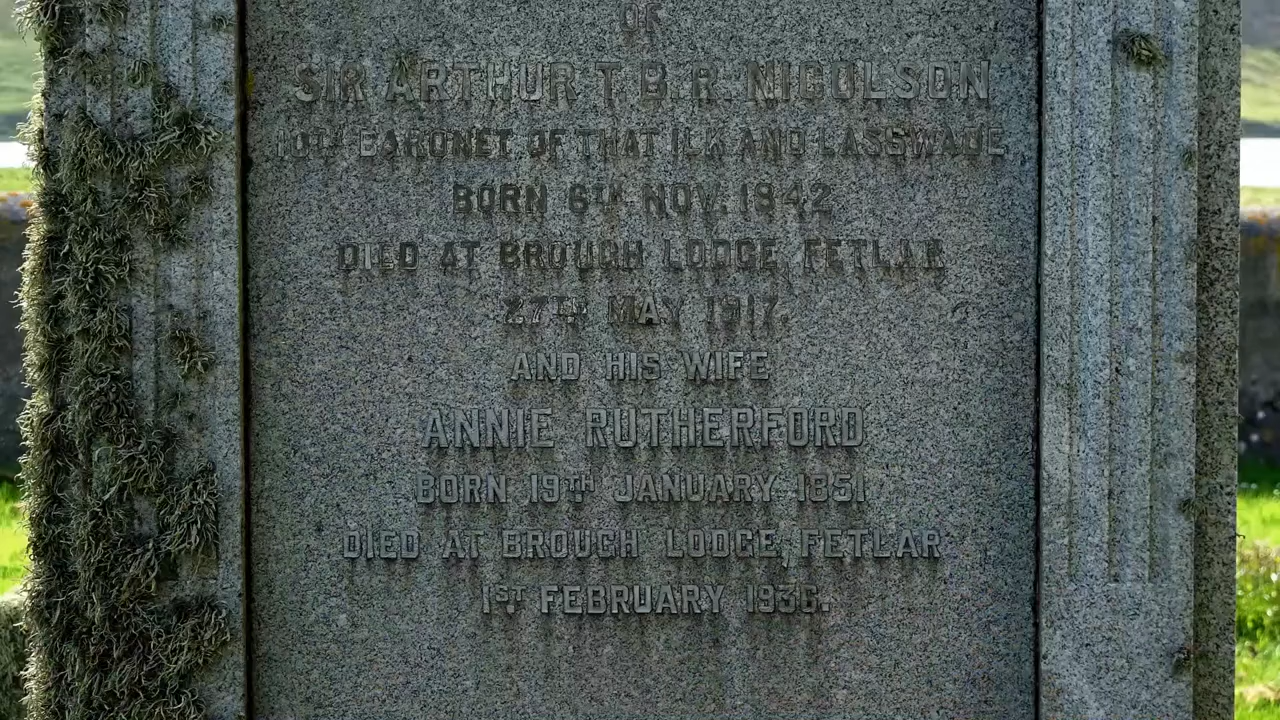 OF
SIR ARTHUR T. B. R. NICOLSON
10TH BARONET OF THAT ILK AND LASSWADE
BORN 6TH NOV. 1842
DIED AT BROUGH LODGE, FETLAR
27TH MAY 1917.
AND HIS WIFE
ANNIE RUTHERFORD
BORN 19TH JANUARY 1851
DIED AT BROUGH LODGE, FETLAR
1ST FEBRUARY 1936.